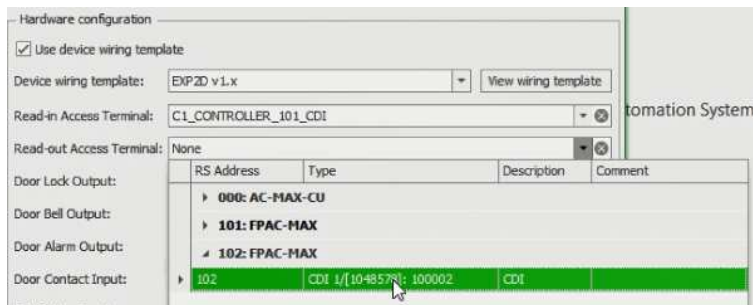 Hardware configuration
Use device wiring template
Device wiring template: EXP2D v1.x View wiring template
Read-in Access Terminal: C1_CONTROLLER_101_CDI
tomation System
Read-out Access Terminal: None
RS Address Type Description Comment
Door Lock Output:
000: AC-MAX-CU
Door Bell Output:
101: FPAC-MAX
Door Alarm Output:
102: FPAC-MAX
Door Contact Input:
102 CDI 1/[1048578]: 100002 CDI